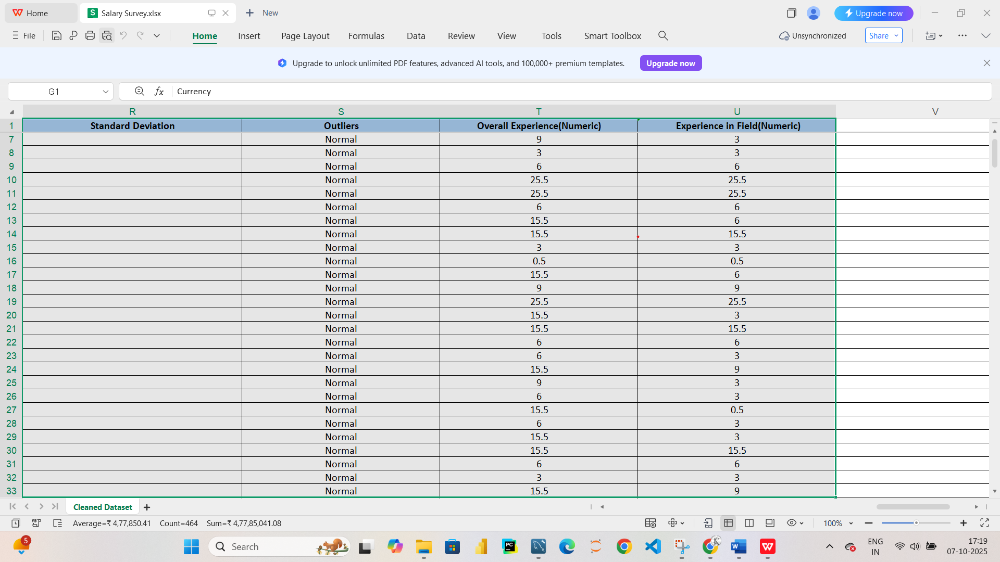 Home
Salary Survey.xlsx
New
Upgrade now
File
Home Insert Page Layout Formulas Data Review View Tools Smart Toolbox
Unsynchronized
Share
Upgrade to unlock unlimited PDF features, advanced AI tools, and 100,000+ premium templates. Upgrade now
G1 fx Currency
R S T U V
1 Standard Deviation Outliers Overall Experience(Numeric) Experience in Field(Numeric)
7 Normal 9 3
8 Normal 3 3
9 Normal 6 6
10 Normal 25.5 25.5
11 Normal 25.5 25.5
12 Normal 6 6
13 Normal 15.5 6
14 Normal 15.5 15.5
15 Normal 3 3
16 Normal 0.5 0.5
17 Normal 15.5 6
18 Normal 9 9
19 Normal 25.5 25.5
20 Normal 15.5 3
21 Normal 15.5 15.5
22 Normal 6 6
23 Normal 6 3
24 Normal 15.5 9
25 Normal 9 3
26 Normal 6 3
27 Normal 15.5 0.5
28 Normal 6 3
29 Normal 15.5 3
30 Normal 15.5 15.5
31 Normal 6 6
32 Normal 3 3
33 Normal 15.5 9
Cleaned Dataset
Average=₹ 4,77,850.41 Count=464 Sum=₹ 4,77,85,041.08
100%
5
Search
ENG
IN
17:19
07-10-2025